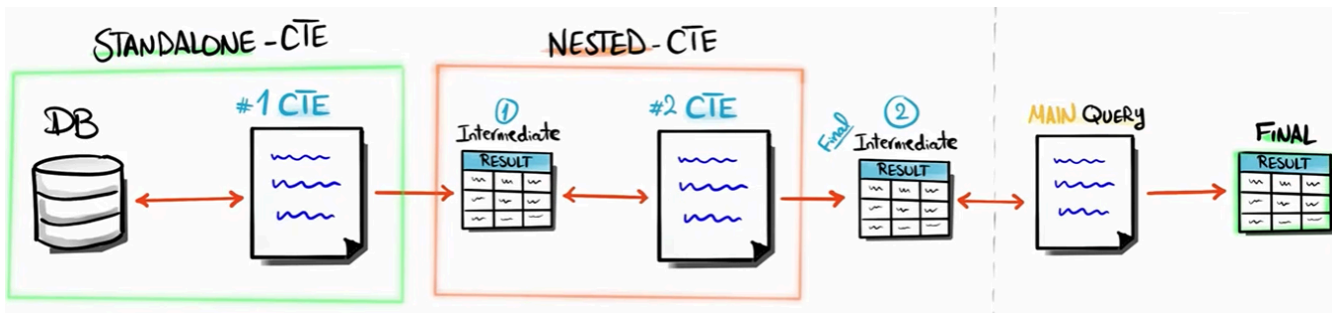 STANDALONE-CTE
DB
#1 CTE
NESTED-CTE
1
Intermediate
RESULT
#2 CTE
Final
2
Intermediate
RESULT
MAIN QUERY
FINAL
RESULT